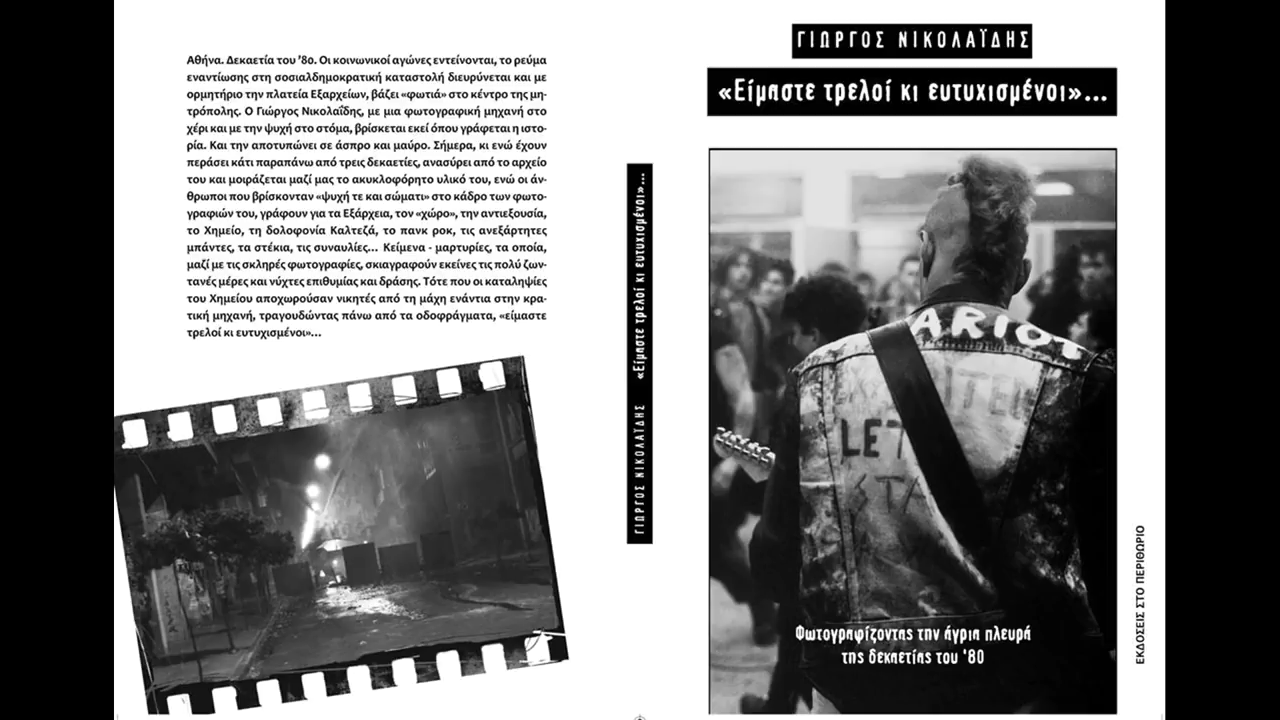 Αθήνα. Δεκαετία του ’80. Οι κοινωνικοί αγώνες εντείνονται, το ρεύμα
εναντίωσης στη σοσιαλδημοκρατική καταστολή διευρύνεται και με
ορμητήριο την πλατεία Εξαρχείων, βάζει «φωτιά» στο κέντρο της μη-
τρόπολης. Ο Γιώργος Νικολαΐδης, με μια φωτογραφική μηχανή στο
χέρι και με την ψυχή στο στόμα, βρίσκεται εκεί όπου γράφεται η ιστο-
ρία. Και την αποτυπώνει σε άσπρο και μαύρο. Σήμερα, κι ενώ έχουν
περάσει κάτι παραπάνω από τρεις δεκαετίες, ανασύρει από το αρχείο
του και μοιράζεται μαζί μας το ακυκλοφόρητο υλικό του, ενώ οι άν-
θρωποι που βρίσκονταν «ψυχή τε και σώματι» στο κάδρο των φωτο-
γραφιών του, γράφουν για τα Εξάρχεια, τον «χώρο», την αντιεξουσία,
το Χημείο, τη δολοφονία Καλτεζά, το πανκ ροκ, τις ανεξάρτητες
μπάντες, τα στέκια, τις συναυλίες... Κείμενα - μαρτυρίες, τα οποία,
μαζί με τις σκληρές φωτογραφίες, σκιαγραφούν εκείνες τις πολύ ζων-
τανές μέρες και νύχτες επιθυμίας και δράσης. Τότε που οι καταληψίες
του Χημείου αποχωρούσαν νικητές από τη μάχη ενάντια στην κρα-
τική μηχανή, τραγουδώντας πάνω από τα οδοφράγματα, «είμαστε
τρελοί κι ευτυχισμένοι»...
ΓΙΩΡΓΟΣ ΝΙΚΟΛΑΪΔΗΣ «Είμαστε τρελοί κι ευτυχισμένοι»...
ΓΙΩΡΓΟΣ ΝΙΚΟΛΑΪΔΗΣ
«Είμαστε τρελοί κι ευτυχισμένοι»...
ARIOT
LET
STA
Φωτογραφίζοντας την άγρια πλευρά
της δεκαετίας του '80
ΕΚΔΟΣΕΙΣ ΣΤΟ ΠΕΡΙΘΩΡΙΟ